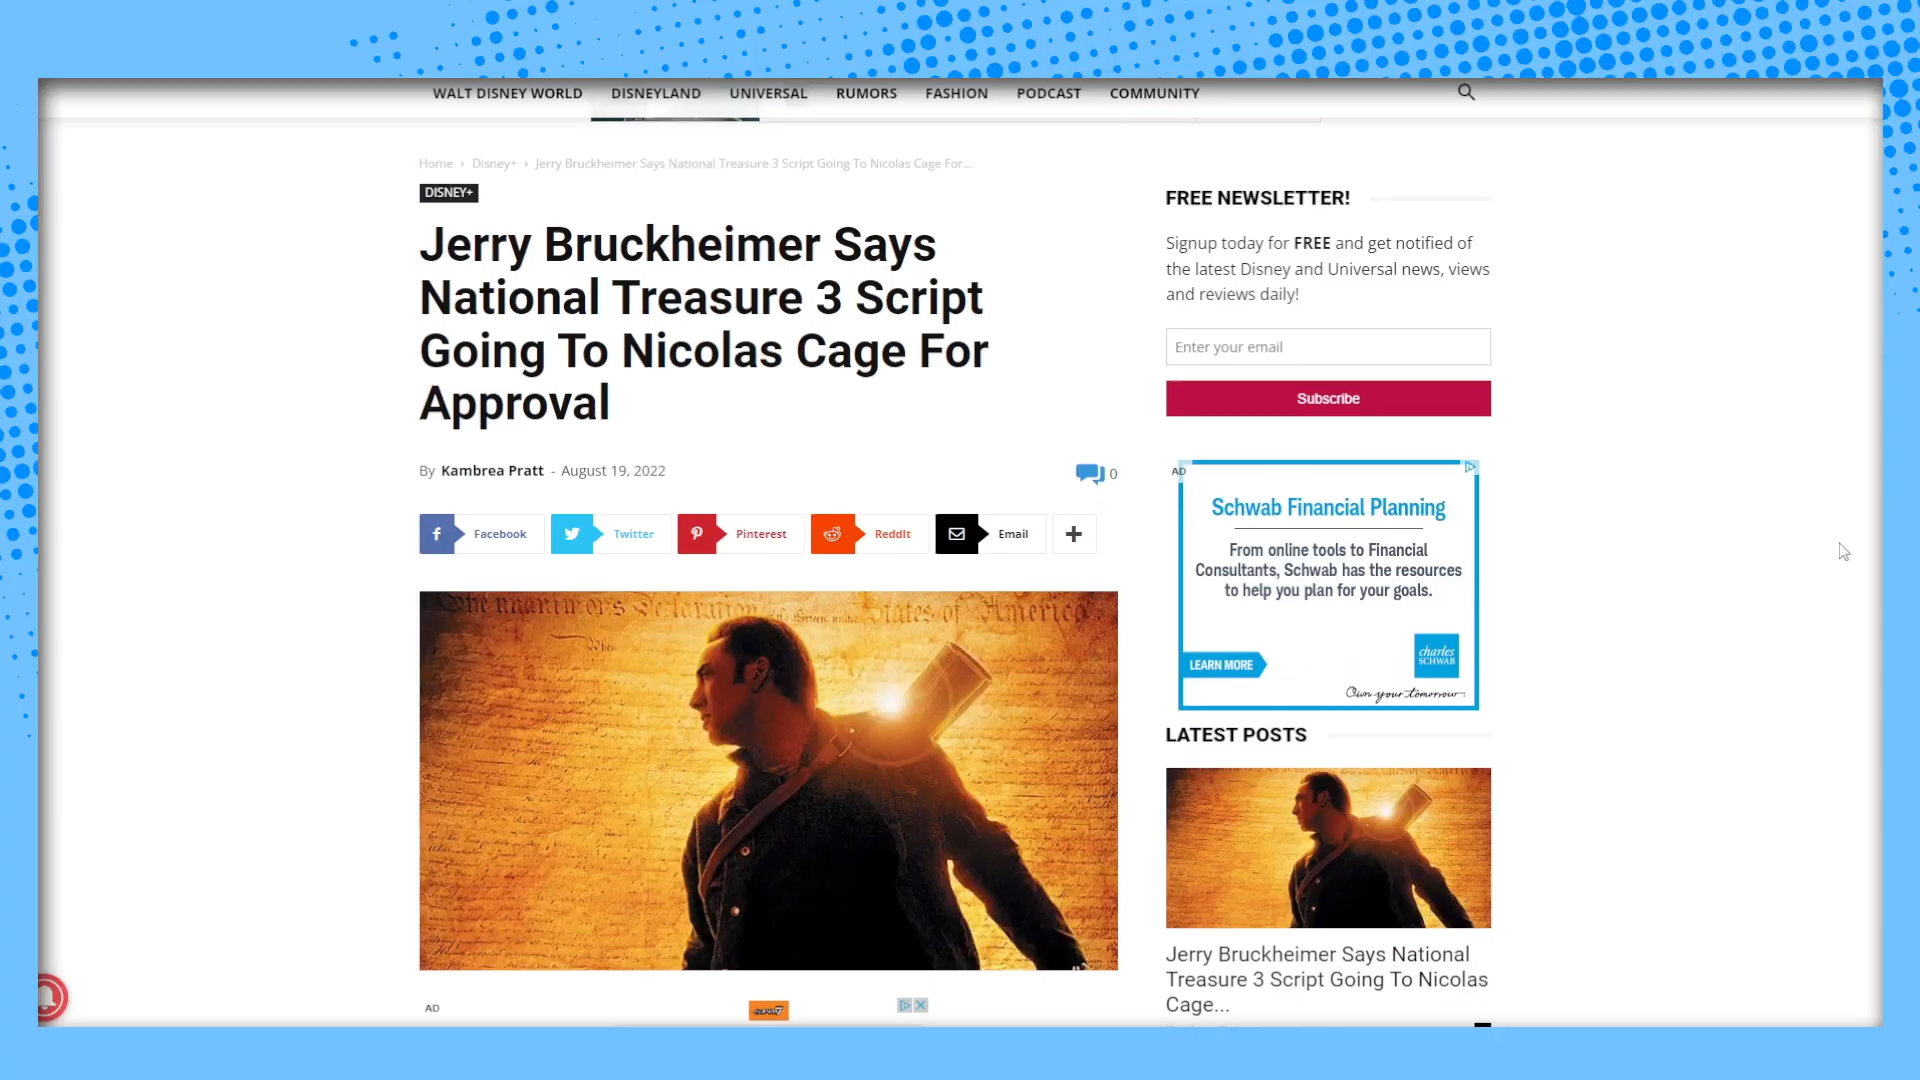 WALT DISNEY WORLD DISNEYLAND UNIVERSAL RUMORS FASHION PODCAST COMMUNITY
Home › Disney+ › Jerry Bruckheimer Says National Treasure 3 Script Going To Nicolas Cage For...
DISNEY+
Jerry Bruckheimer Says
National Treasure 3 Script
Going To Nicolas Cage For
Approval
By Kambrea Pratt - August 19, 2022
0
Facebook Twitter Pinterest ReddIt Email
States of America
AD
FREE NEWSLETTER!
Signup today for FREE and get notified of
the latest Disney and Universal news, views
and reviews daily!
Enter your email
Subscribe
AD
Schwab Financial Planning
From online tools to Financial
Consultants, Schwab has the resources
to help you plan for your goals.
LEARN MORE
charles
SCHWAB
Own your tomorrow
LATEST POSTS
Jerry Bruckheimer Says National
Treasure 3 Script Going To Nicolas
Cage...